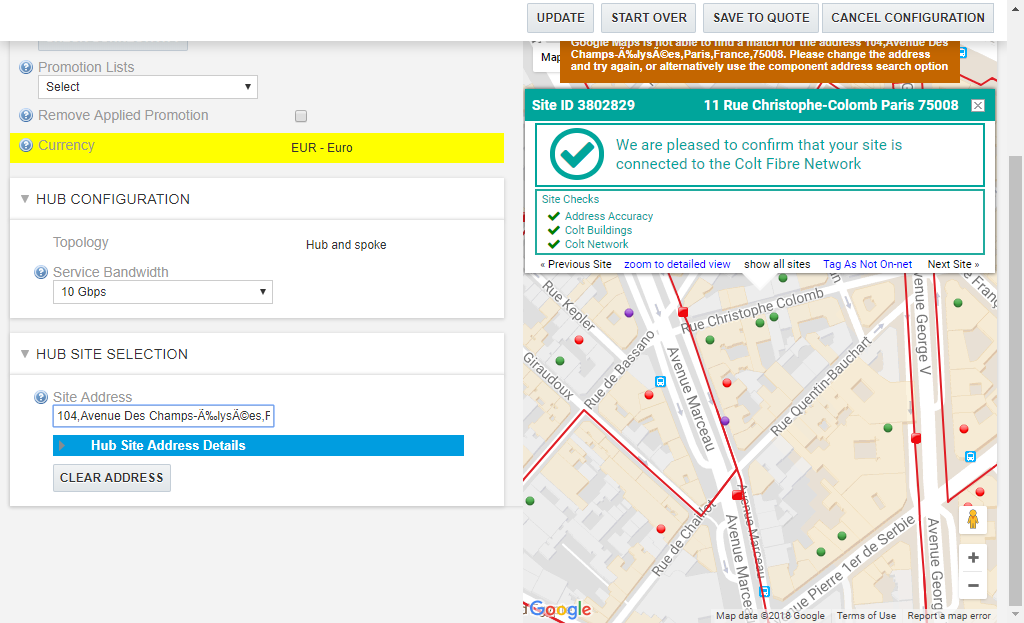 UPDATE
START OVER
SAVE TO QUOTE
CANCEL CONFIGURATION
Promotion Lists
Select
Remove Applied Promotion
Currency
EUR - Euro
HUB CONFIGURATION
Topology
Hub and spoke
Service Bandwidth
10 Gbps
HUB SITE SELECTION
Site Address
104,Avenue Des Champs-Ã‰lysÃ©es,F
Hub Site Address Details
CLEAR ADDRESS
Map
Google Maps is not able to find a match for the address 104,Avenue Des
Champs-Ã‰lysÃ©es,Paris,France,75008. Please change the address
and try again, or alternatively use the component address search option
Site ID 3802829
11 Rue Christophe-Colomb Paris 75008
We are pleased to confirm that your site is
connected to the Colt Fibre Network
Site Checks
Address Accuracy
Colt Buildings
Colt Network
« Previous Site
zoom to detailed view
show all sites
Tag As Not On-net
Next Site »
Rue Kepler
Rue Christophe Colomb
venue George V
e Franç
Giraudoux
Rue de Bassano
Avenue Marceau
Rue Quentin-Bauchart
Rue de Chaillot
Avenue Marceau
Avenue Marcea
ue Pierre 1er de Serbie
Avenue Georg
Google
Map data ©2018 Google
Terms of Use
Report a map error